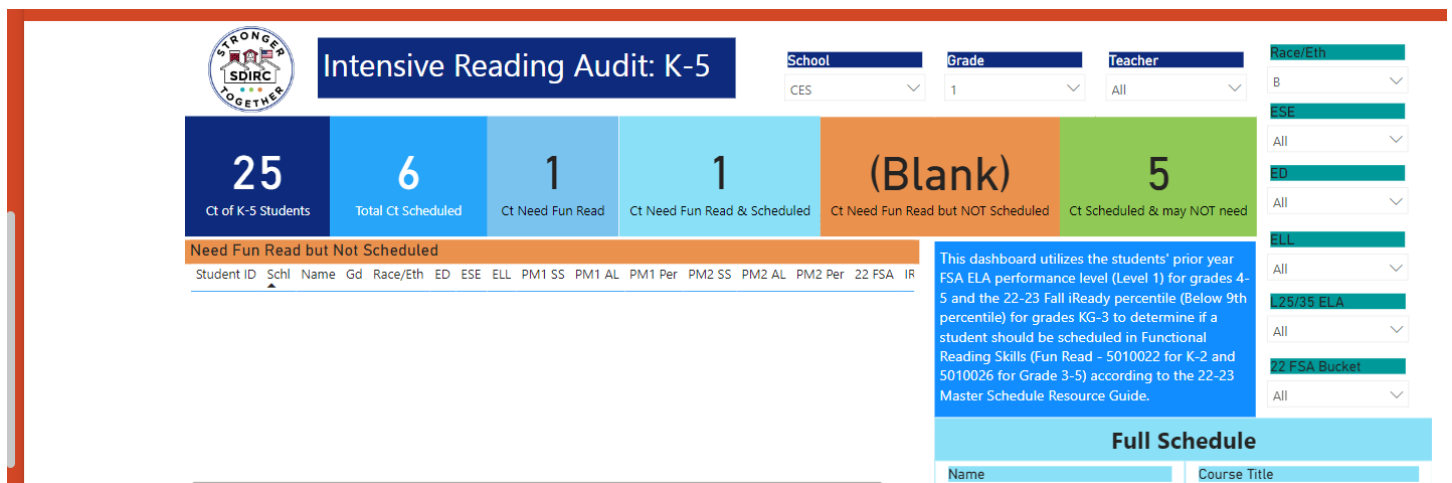 STRONGER
SDIRC
TOGETHER
Intensive Reading Audit: K-5
School
CES
Grade
1
Teacher
All
Race/Eth
B
ESE
All
ED
All
ELL
All
L25/35 ELA
All
22 FSA Bucket
All
25
Ct of K-5 Students
6
Total Ct Scheduled
1
Ct Need Fun Read
1
Ct Need Fun Read & Scheduled
(Blank)
Ct Need Fun Read but NOT Scheduled
5
Ct Scheduled & may NOT need
Need Fun Read but Not Scheduled
Student ID Schl Name Gd Race/Eth ED ESE ELL PM1 SS PM1 AL PM1 Per PM2 SS PM2 AL PM2 Per 22 FSA IR
This dashboard utilizes the students' prior year
FSA ELA performance level (Level 1) for grades 4-
5 and the 22-23 Fall iReady percentile (Below 9th
percentile) for grades KG-3 to determine if a
student should be scheduled in Functional
Reading Skills (Fun Read - 5010022 for K-2 and
5010026 for Grade 3-5) according to the 22-23
Master Schedule Resource Guide.
Full Schedule
Name
Course Title